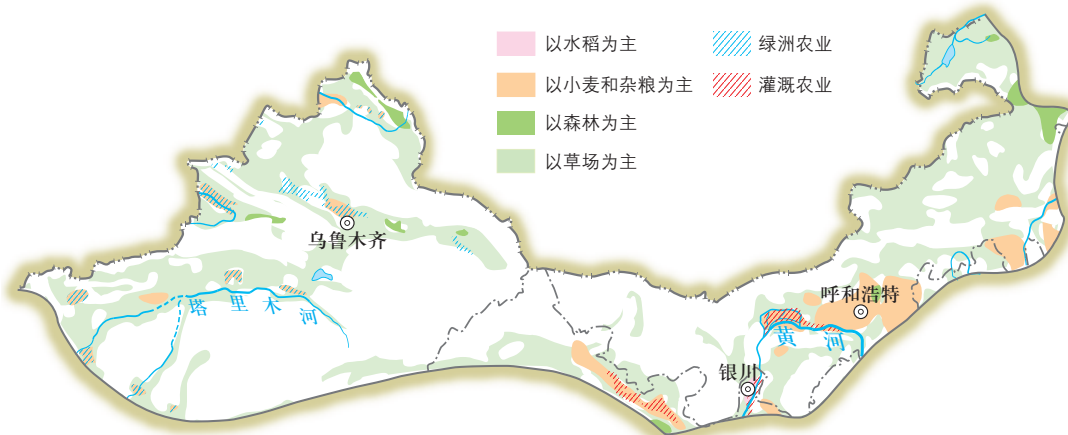 以水稻为主
绿洲农业
以小麦和杂粮为主
灌溉农业
以森林为主
以草场为主
乌鲁木齐
塔里木河
呼和浩特
黄河
银川